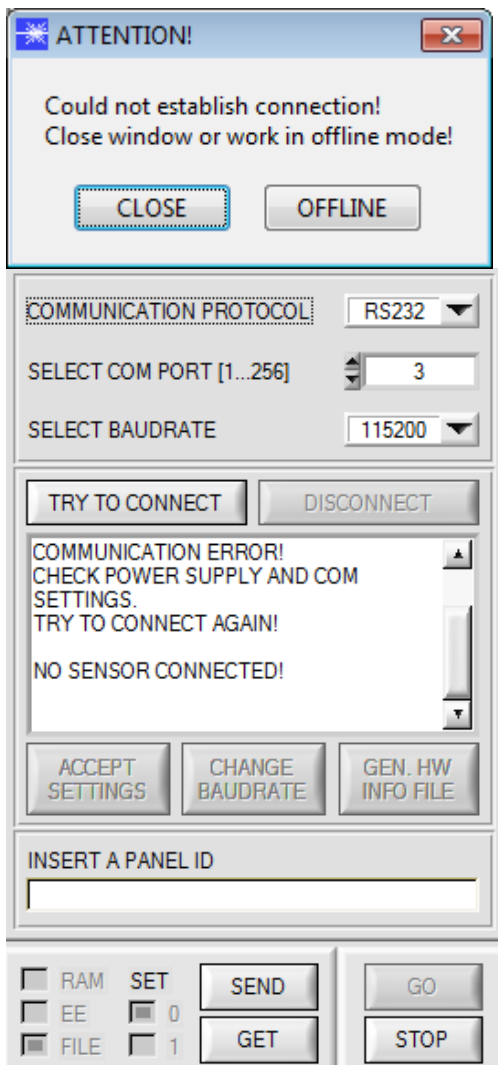 ATTENTION!
Could not establish connection!
Close window or work in offline mode!
CLOSE OFFLINE
COMMUNICATION PROTOCOL RS232
SELECT COM PORT [1...256] 3
SELECT BAUDRATE 115200
TRY TO CONNECT DISCONNECT
COMMUNICATION ERROR!
CHECK POWER SUPPLY AND COM
SETTINGS.
TRY TO CONNECT AGAIN!
NO SENSOR CONNECTED!
ACCEPT SETTINGS CHANGE BAUDRATE GEN. HW INFO FILE
INSERT A PANEL ID
RAM SET SEND GO
EE 0
FILE 1 GET STOP